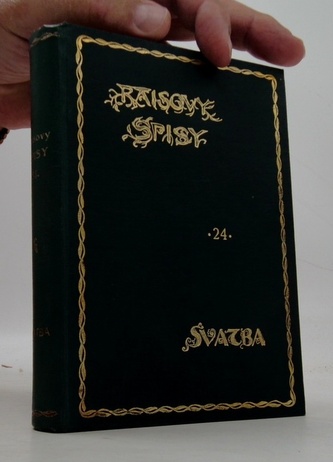 RAISOVY
SPISY
·24·
SVATBA